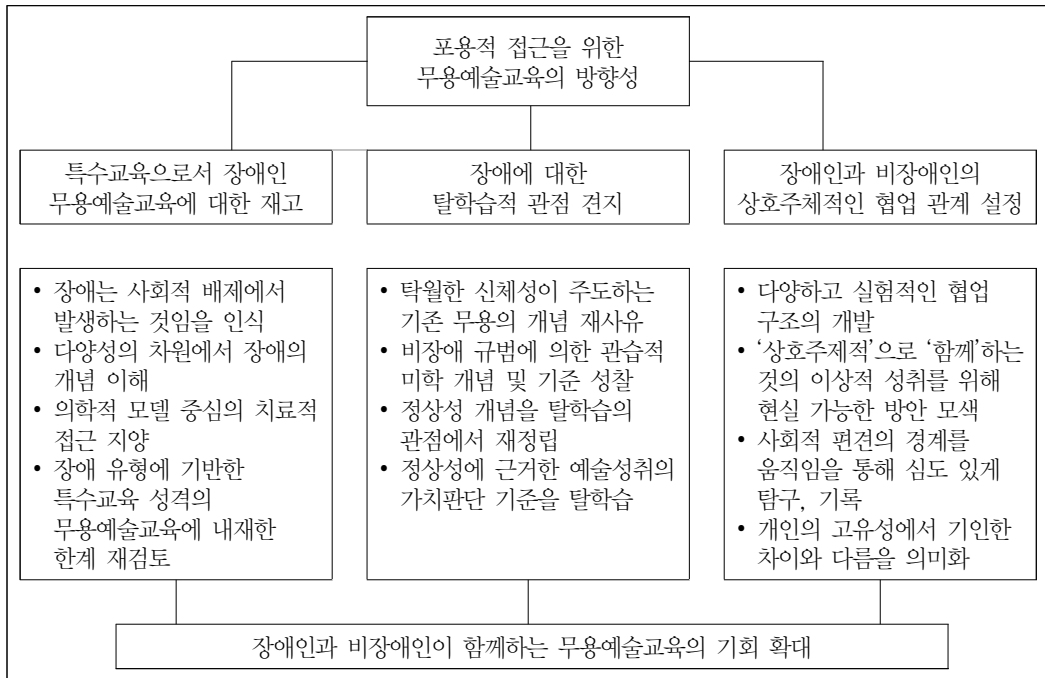 포용적 접근을 위한
무용예술교육의 방향성
특수교육으로서 장애인
무용예술교육에 대한 재고
장애에 대한
탈학습적 관점 견지
장애인과 비장애인의
상호주체적인 협업 관계 설정
• 장애는 사회적 배제에서
발생하는 것임을 인식
• 다양성의 차원에서 장애의
개념 이해
• 의학적 모델 중심의 치료적
접근 지양
• 장애 유형에 기반한
특수교육 성격의
무용예술교육에 내재한
한계 재검토
• 탁월한 신체성이 주도하는
기존 무용의 개념 재사유
• 비장애 규범에 의한 관습적
미학 개념 및 기준 성찰
• 정상성 개념을 탈학습의
관점에서 재정립
• 정상성에 근거한 예술성취의
가치판단 기준을 탈학습
• 다양하고 실험적인 협업
구조의 개발
• ‘상호주제적’으로 ‘함께’하는
것의 이상적 성취를 위해
현실 가능한 방안 모색
• 사회적 편견의 경계를
움직임을 통해 심도 있게
탐구, 기록
• 개인의 고유성에서 기인한
차이와 다름을 의미화
장애인과 비장애인이 함께하는 무용예술교육의 기회 확대